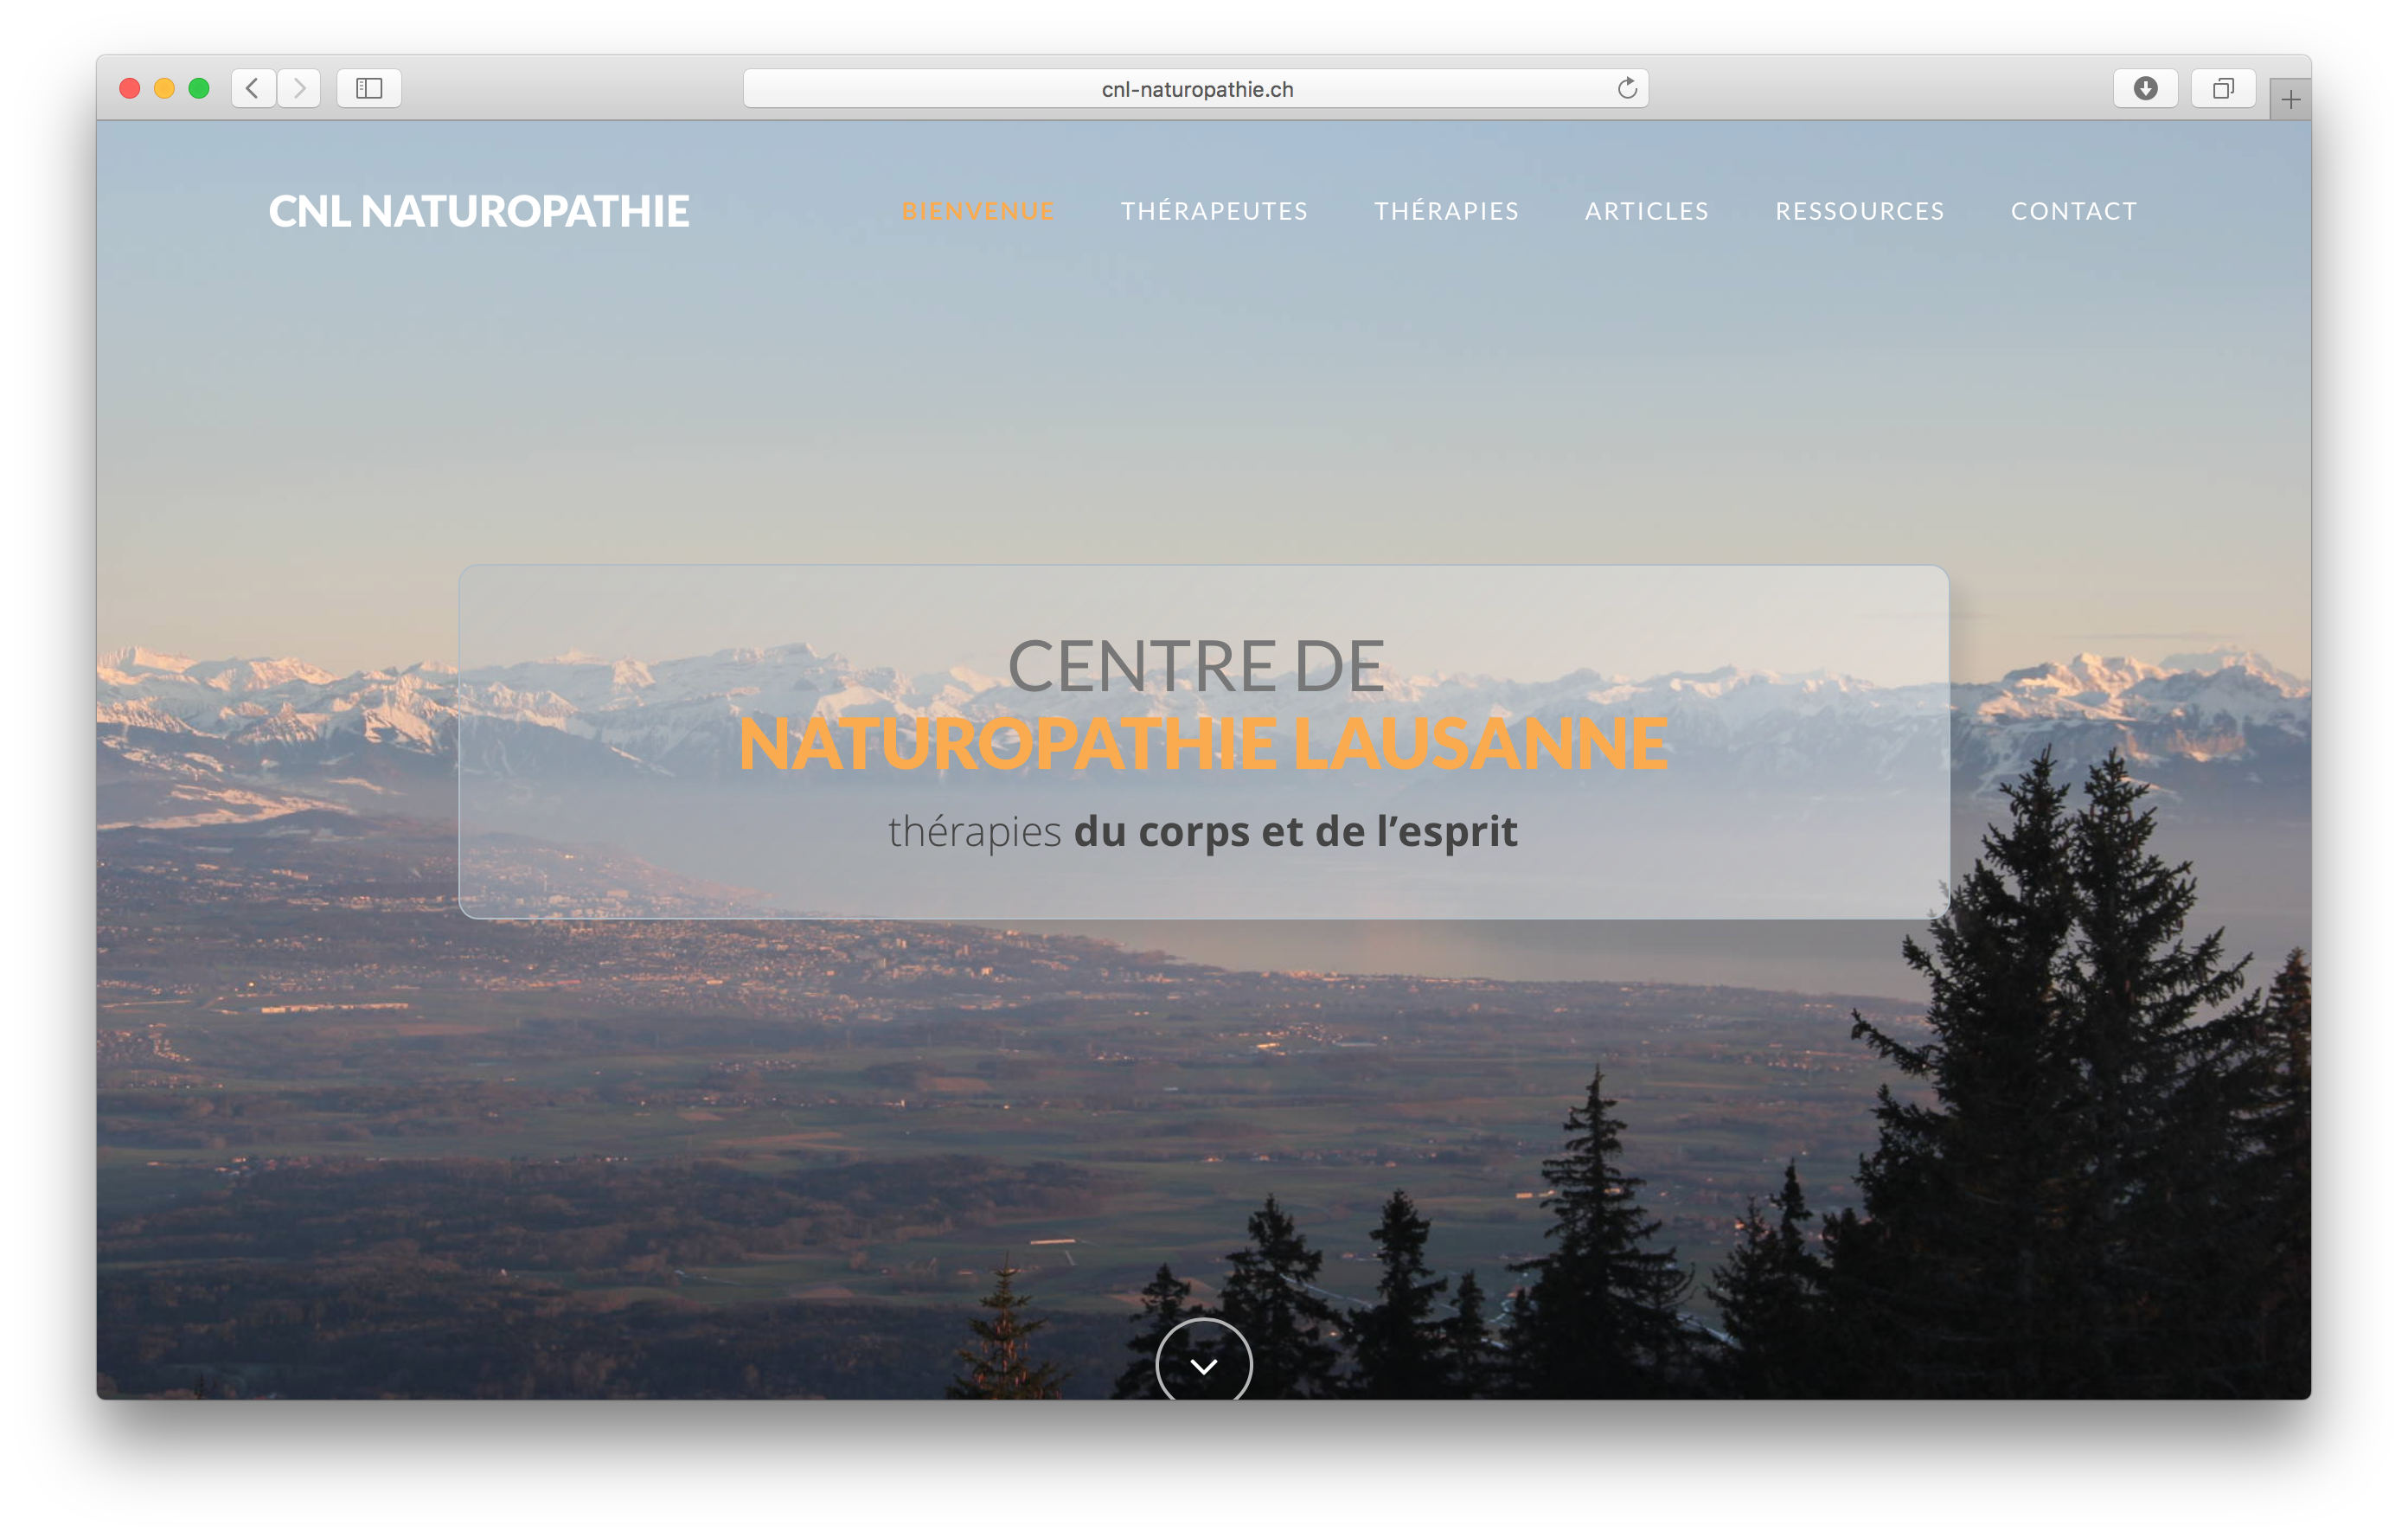 cnl-naturopathie.ch
CNL NATUROPATHIE
BIENVENUE THÉRAPEUTES THÉRAPIES ARTICLES RESSOURCES CONTACT
CENTRE DE
NATUROPATHIE LAUSANNE
thérapies du corps et de l’esprit